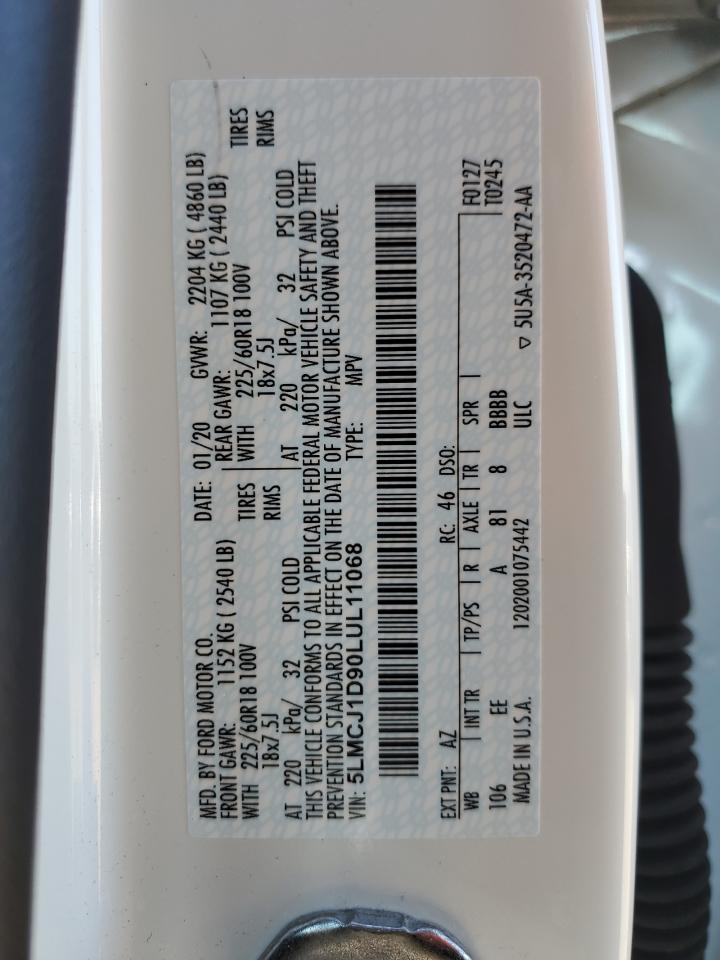 MFD. BY FORD MOTOR CO. DATE: 01/20 GVWR: 2204 KG ( 4860 LB)
FRONT GAWR: 1152 KG ( 2540 LB) REAR GAWR: 1107 KG ( 2440 LB)
WITH 225/60R18 100V TIRES WITH 225/60R18 100V TIRES
18x7.5J RIMS 18x7.5J RIMS
AT 220 kPa/ 32 PSI COLD AT 220 kPa/ 32 PSI COLD
THIS VEHICLE CONFORMS TO ALL APPLICABLE FEDERAL MOTOR VEHICLE SAFETY AND THEFT
PREVENTION STANDARDS IN EFFECT ON THE DATE OF MANUFACTURE SHOWN ABOVE.
VIN: 5LMCJ1D90LUL11068 TYPE: MPV
EXT PNT: AZ RC: 46 DSO: F0127
WB INT TR TP/PS R AXLE TR SPR T0245
106 EE A 81 8 BBBB
MADE IN U.S.A. 1202001075442 ULC ▽ 5U5A-3520472-AA